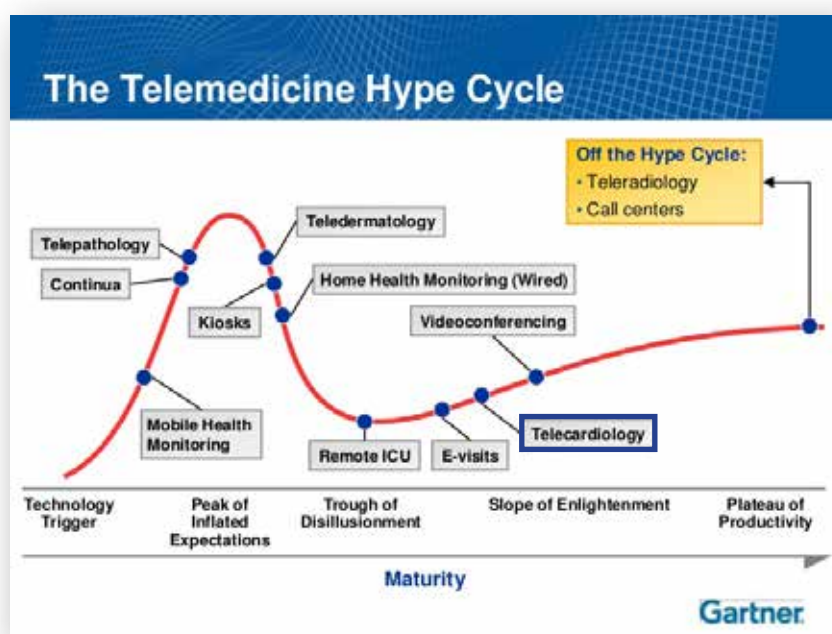 The Telemedicine Hype Cycle
Off the Hype Cycle:
• Teleradiology
• Call centers
Telepathology
Teledermatology
Continua
Home Health Monitoring (Wired)
Kiosks
Videoconferencing
Mobile Health
Monitoring
Telecardiology
Remote ICU
E-visits
Technology
Trigger
Peak of
Inflated
Expectations
Trough of
Disillusionment
Slope of Enlightenment
Plateau of
Productivity
Maturity
Gartner